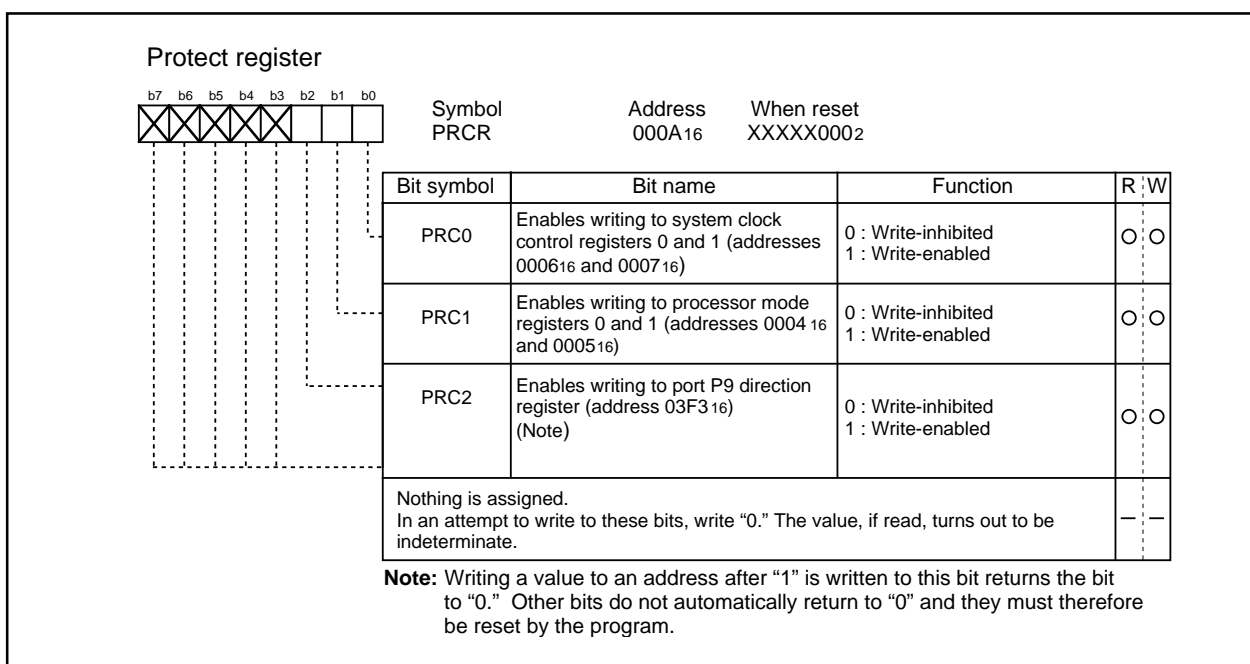 Protect register
b7 b6 b5 b4 b3 b2 b1 b0
Symbol Address When reset
PRCR 000A16 XXXXX0002
Bit symbol Bit name Function R W
PRC0 Enables writing to system clock
control registers 0 and 1 (addresses
000616 and 000716)
0 : Write-inhibited
1 : Write-enabled
PRC1 Enables writing to processor mode
registers 0 and 1 (addresses 0004 16
and 000516)
0 : Write-inhibited
1 : Write-enabled
PRC2 Enables writing to port P9 direction
register (address 03F3 16)
(Note)
0 : Write-inhibited
1 : Write-enabled
Nothing is assigned.
In an attempt to write to these bits, write “0.” The value, if read, turns out to be
indeterminate.
– –
Note: Writing a value to an address after “1” is written to this bit returns the bit
to “0.” Other bits do not automatically return to “0” and they must therefore
be reset by the program.